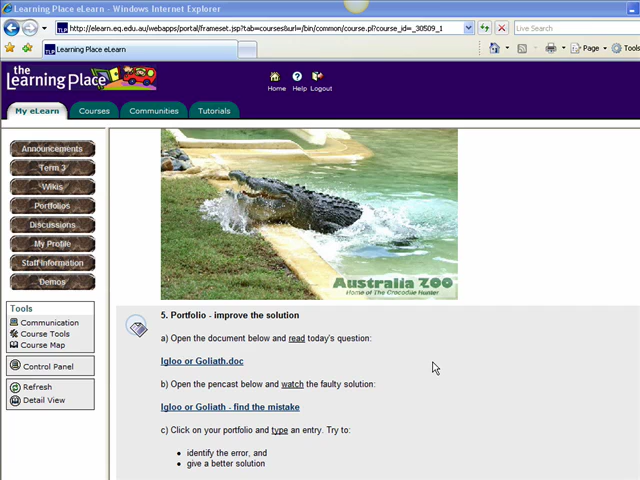 Learning Place eLearn - Windows Internet Explorer
http://elearn.eq.edu.au/webapps/portal/frameset.jsp?tab=courses&url=/bin/common/course.pl?course_id=_30509_1
Live Search
TLP Learning Place eLearn
Page
Tools
the
Learning Place
Home Help Logout
My eLearn Courses Communities Tutorials
Announcements
Term 3
Wikis
Portfolios
Discussions
My Profile
Staff Information
Demos
Tools
Communication
Course Tools
Course Map
Control Panel
Refresh
Detail View
Australia Zoo
Home of The Crocodile Hunter
5. Portfolio - improve the solution
a) Open the document below and read today's question:
Igloo or Goliath.doc
b) Open the pencast below and watch the faulty solution:
Igloo or Goliath - find the mistake
c) Click on your portfolio and type an entry. Try to:
identify the error, and
give a better solution